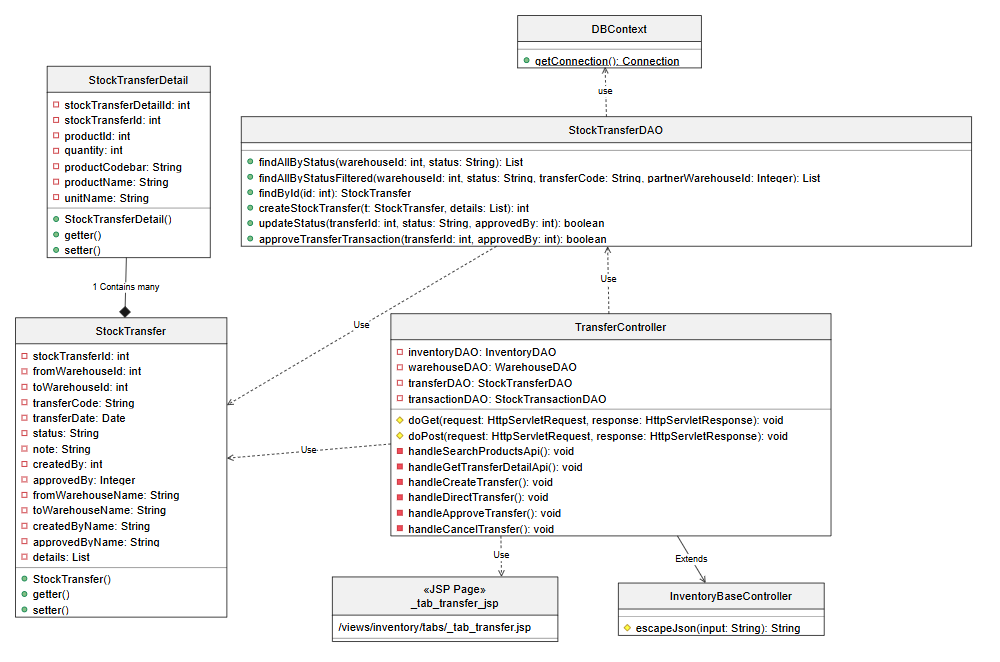 DBContext
getConnection(): Connection
use
StockTransferDetail
stockTransferDetailId: int
stockTransferId: int
productId: int
quantity: int
productCodebar: String
productName: String
unitName: String
StockTransferDetail()
getter()
setter()
StockTransferDAO
findAllByStatus(warehouseId: int, status: String): List
findAllByStatusFiltered(warehouseId: int, status: String, transferCode: String, partnerWarehouseId: Integer): List
findById(id: int): StockTransfer
createStockTransfer(t: StockTransfer, details: List): int
updateStatus(transferId: int, status: String, approvedBy: int): boolean
approveTransferTransaction(transferId: int, approvedBy: int): boolean
1 Contains many
Use
Use
StockTransfer
stockTransferId: int
fromWarehouseId: int
toWarehouseId: int
transferCode: String
transferDate: Date
status: String
note: String
createdBy: int
approvedBy: Integer
fromWarehouseName: String
toWarehouseName: String
createdByName: String
approvedByName: String
details: List
StockTransfer()
getter()
setter()
Use
TransferController
inventoryDAO: InventoryDAO
warehouseDAO: WarehouseDAO
transferDAO: StockTransferDAO
transactionDAO: StockTransactionDAO
doGet(request: HttpServletRequest, response: HttpServletResponse): void
doPost(request: HttpServletRequest, response: HttpServletResponse): void
handleSearchProductsApi(): void
handleGetTransferDetailApi(): void
handleCreateTransfer(): void
handleDirectTransfer(): void
handleApproveTransfer(): void
handleCancelTransfer(): void
Use
Extends
«JSP Page»
_tab_transfer_jsp
/views/inventory/tabs/_tab_transfer.jsp
InventoryBaseController
escapeJson(input: String): String